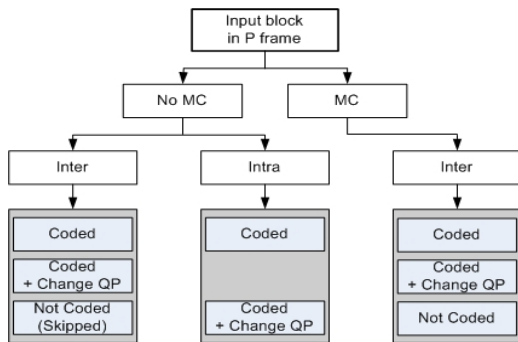 Input block
in P frame
No MC
MC
Inter
Intra
Inter
Coded
Coded
+ Change QP
Not Coded
(Skipped)
Coded
Coded
+ Change QP
Coded
Coded
+ Change QP
Not Coded